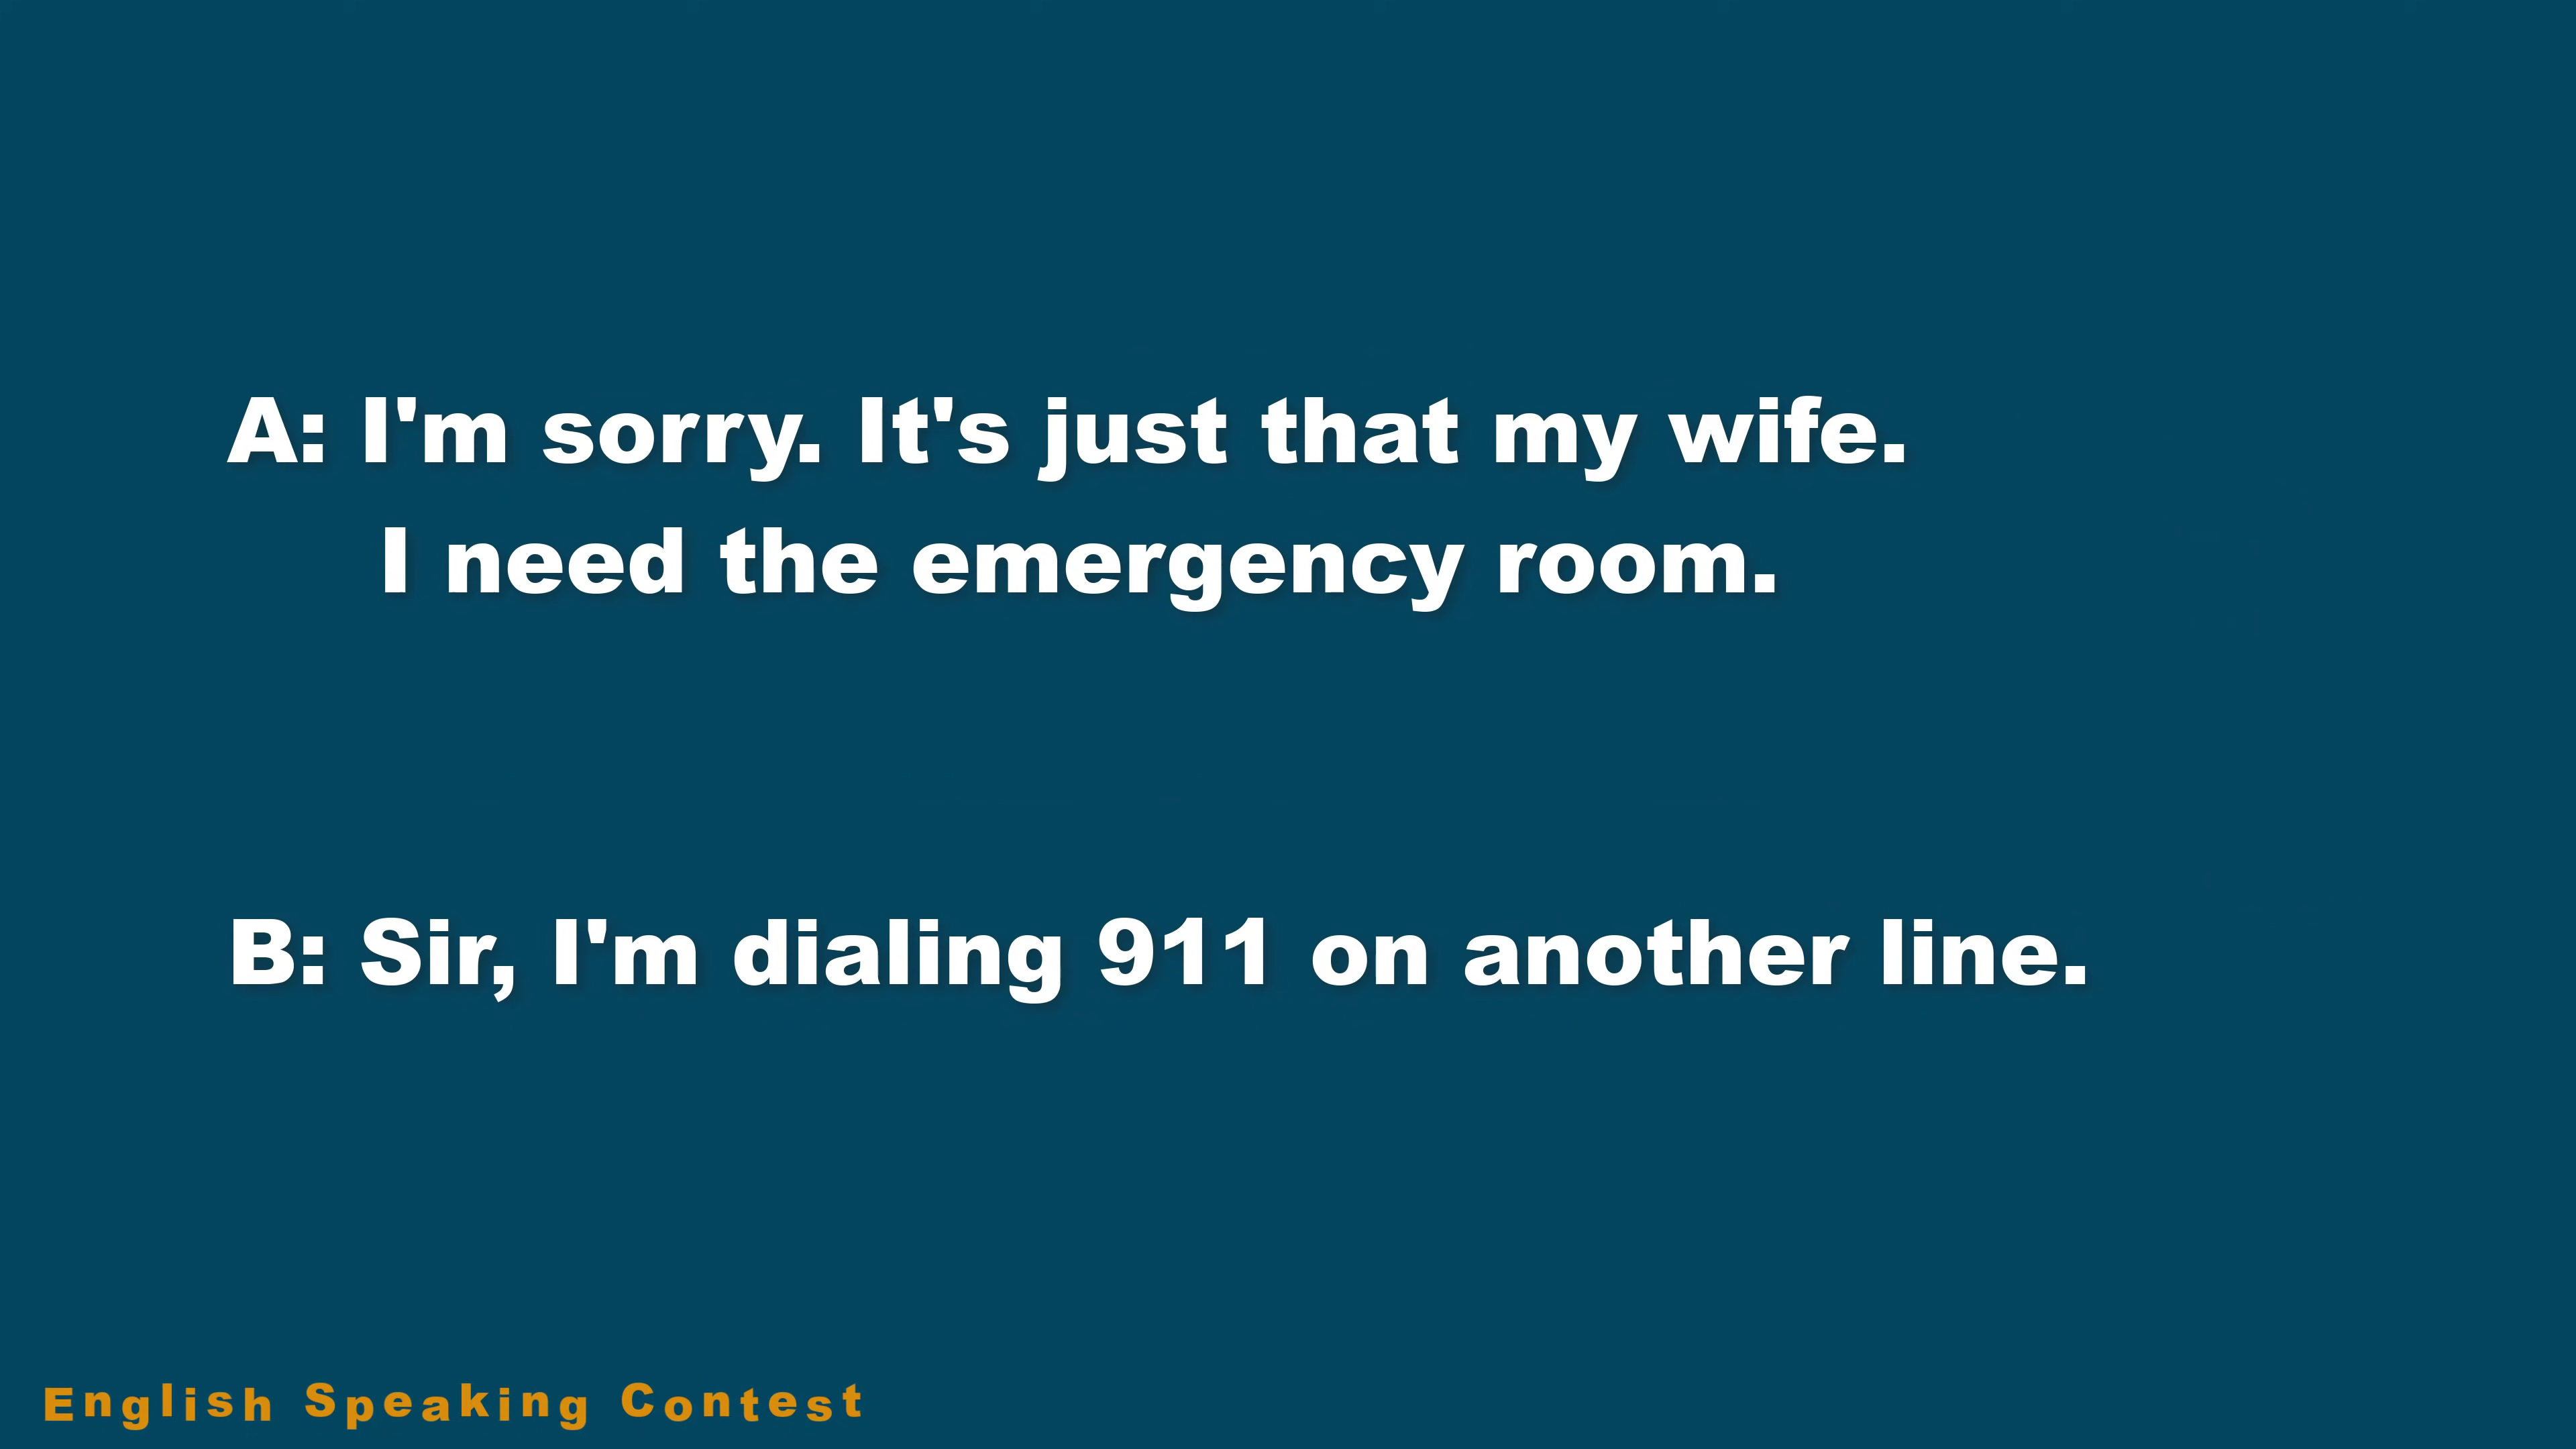 A: I'm sorry. It's just that my wife.
I need the emergency room.
B: Sir, I'm dialing 911 on another line.
English Speaking Contest